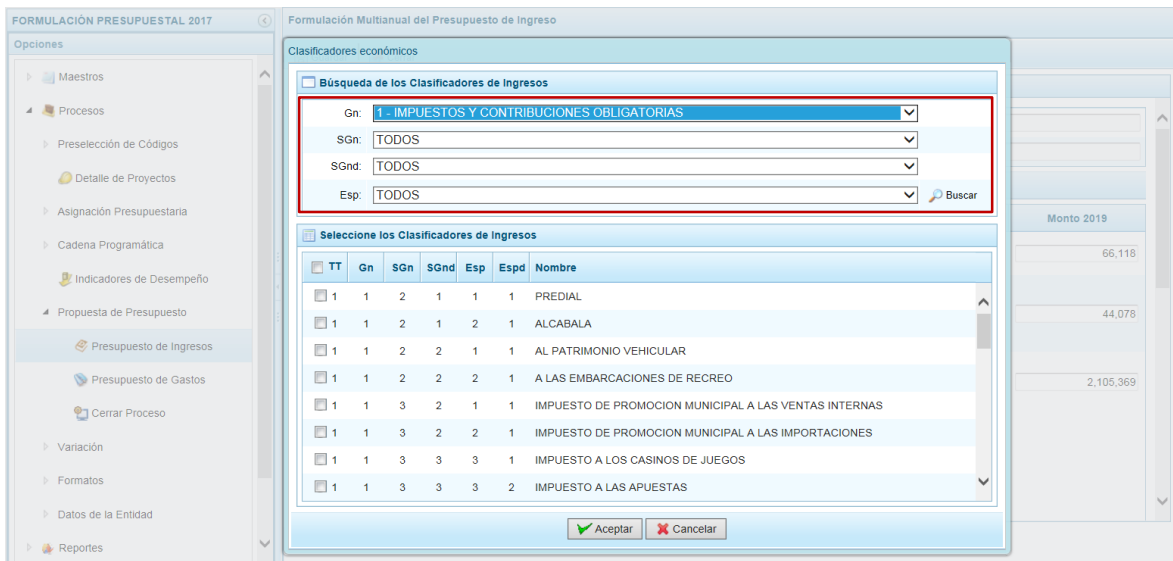 FORMULACIÓN PRESUPUESTAL 2017
Opciones
Maestros
Procesos
Preselección de Códigos
Detalle de Proyectos
Asignación Presupuestaria
Cadena Programática
Indicadores de Desempeño
Propuesta de Presupuesto
Presupuesto de Ingresos
Presupuesto de Gastos
Cerrar Proceso
Variación
Formatos
Datos de la Entidad
Reportes
Formulación Multianual del Presupuesto de Ingreso
Clasificadores económicos
Búsqueda de los Clasificadores de Ingresos
Gn: 1 - IMPUESTOS Y CONTRIBUCIONES OBLIGATORIAS
SGn: TODOS
SGnd: TODOS
Esp: TODOS Buscar
Seleccione los Clasificadores de Ingresos
TT Gn SGn SGnd Esp Espd Nombre
1 1 2 1 1 1 PREDIAL
1 1 2 1 2 1 ALCABALA
1 1 2 2 1 1 AL PATRIMONIO VEHICULAR
1 1 2 2 2 1 A LAS EMBARCACIONES DE RECREO
1 1 3 2 1 1 IMPUESTO DE PROMOCION MUNICIPAL A LAS VENTAS INTERNAS
1 1 3 2 2 1 IMPUESTO DE PROMOCION MUNICIPAL A LAS IMPORTACIONES
1 1 3 3 3 1 IMPUESTO A LOS CASINOS DE JUEGOS
1 1 3 3 3 2 IMPUESTO A LAS APUESTAS
Aceptar Cancelar
Monto 2019
66,118
44,078
2,105,369